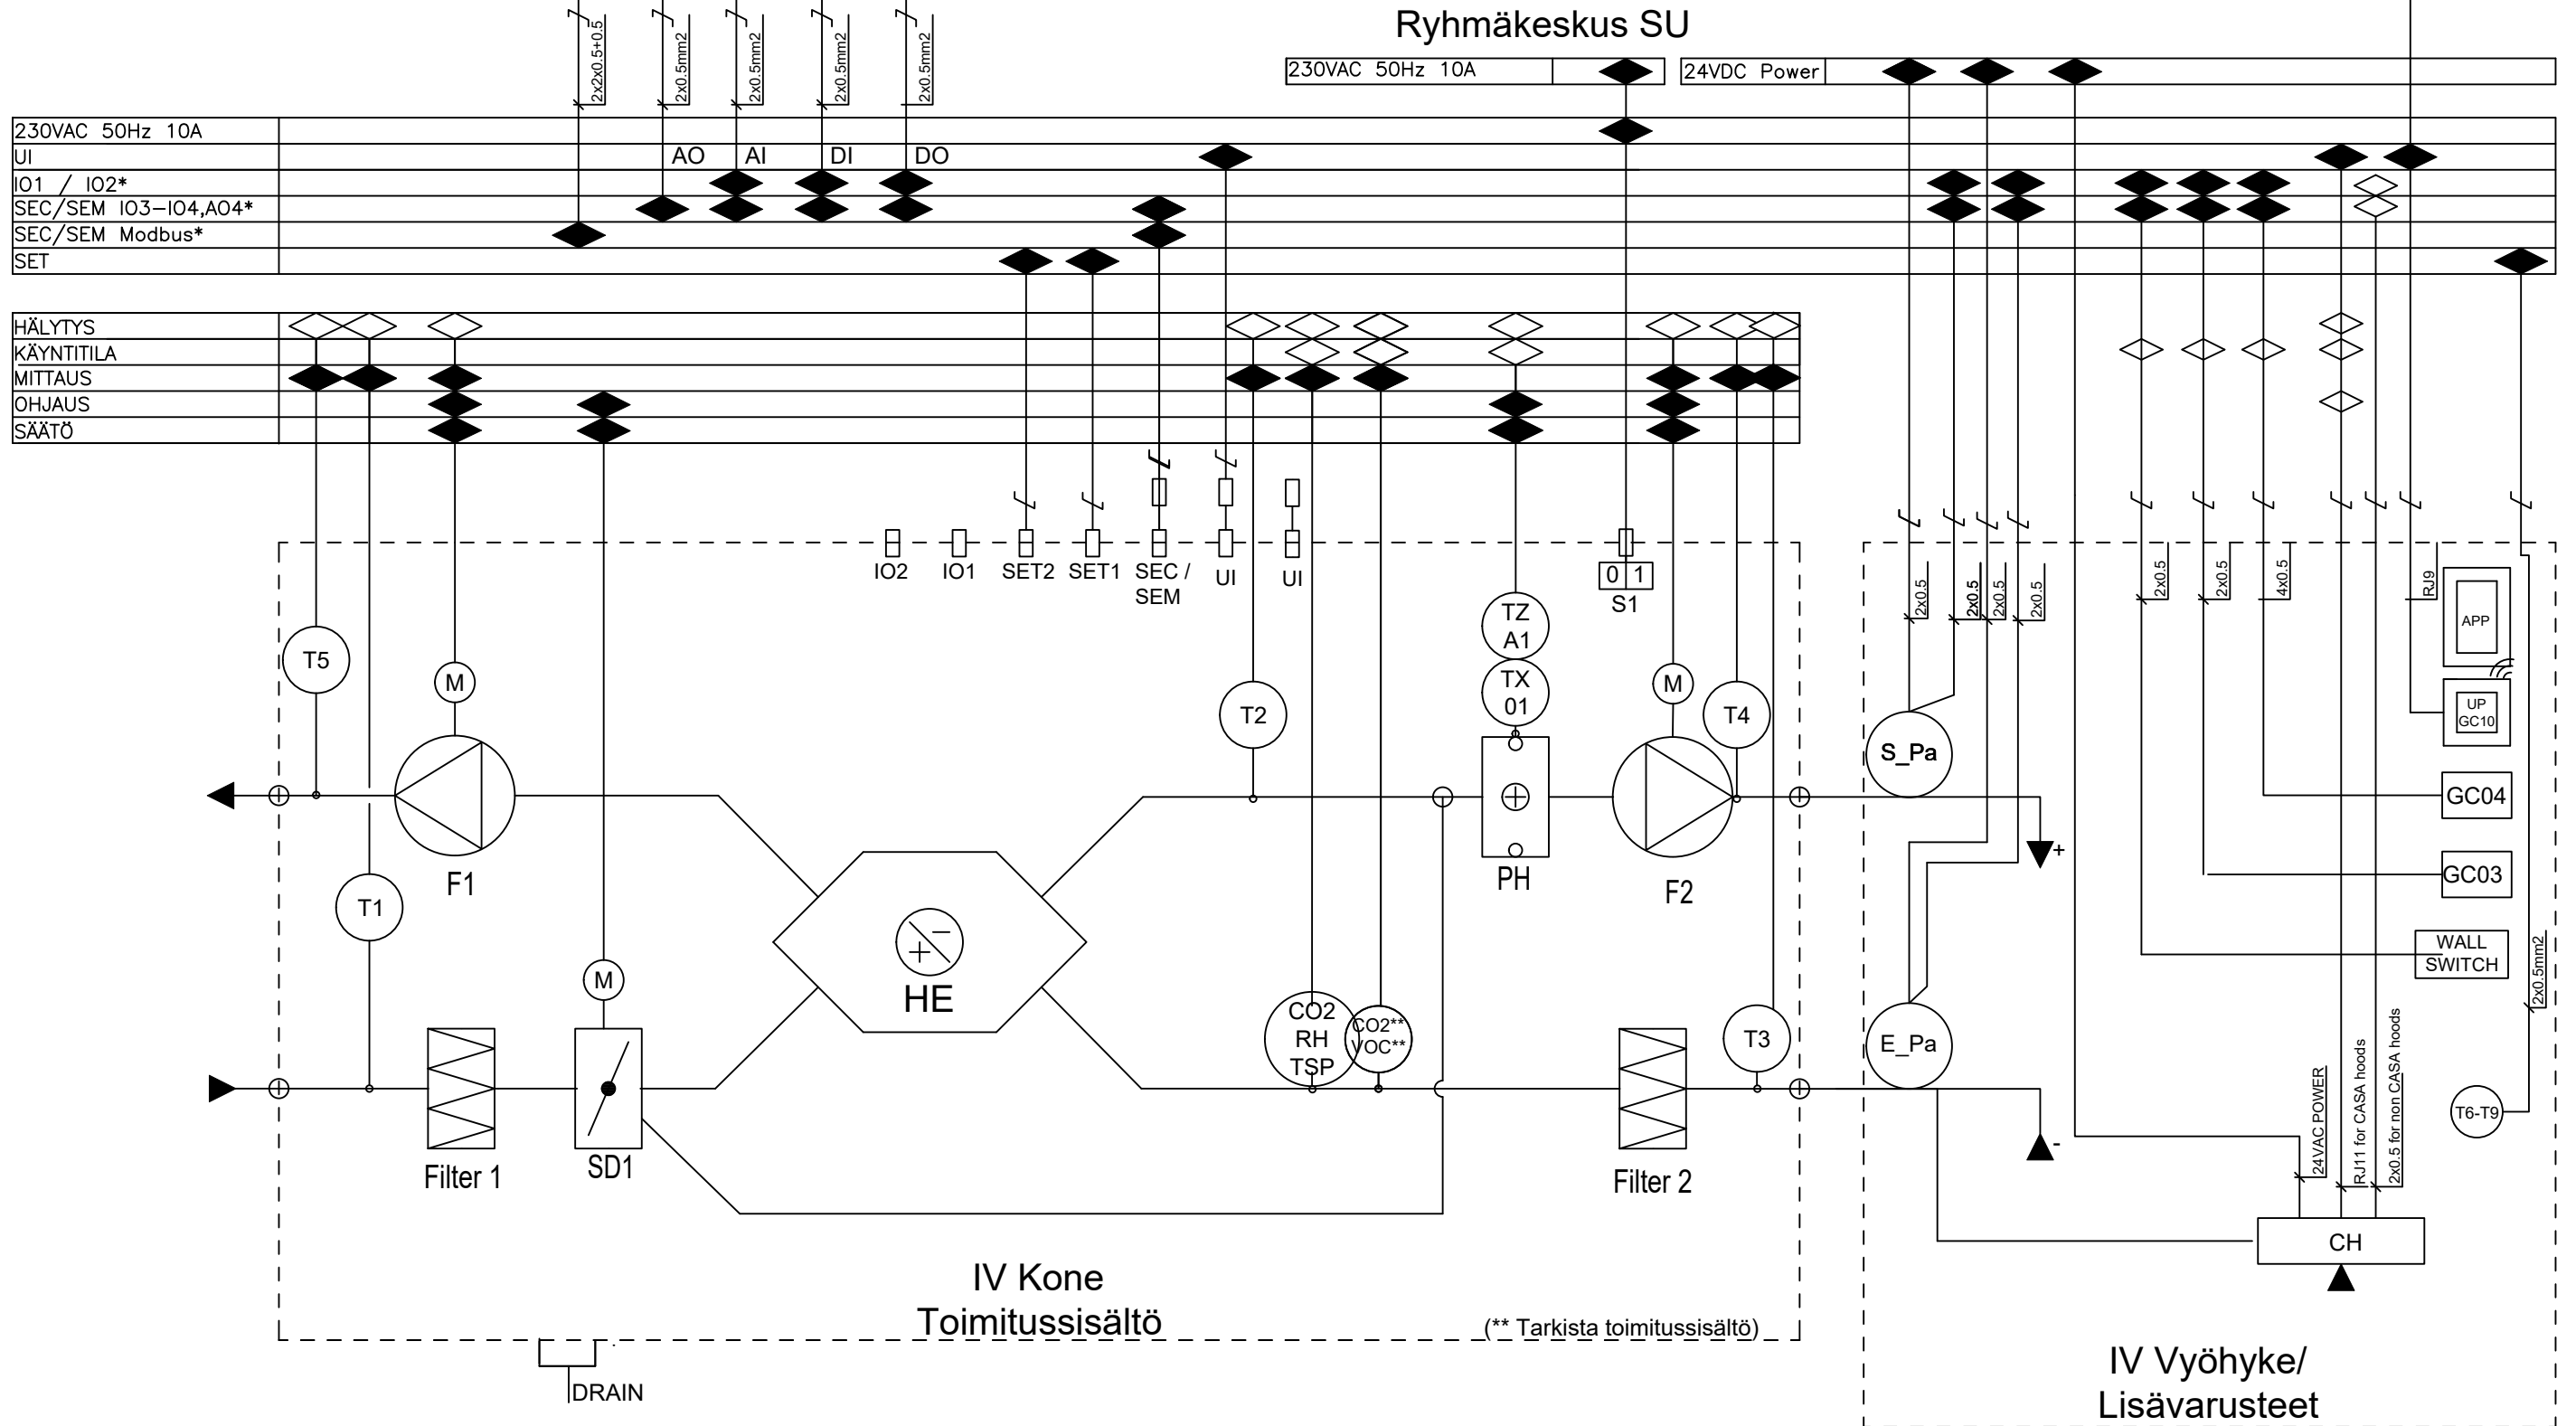 Ryhmäkeskus SU
2x2x0.5+0.5
2x0.5mm2
2x0.5mm2
2x0.5mm2
2x0.5mm2
230VAC 50Hz 10A
24VDC Power
230VAC 50Hz 10A
UI
AO
AI
DI
DO
IO1 / IO2*
SEC/SEM IO3-IO4,AO4*
SEC/SEM Modbus*
SET
HÄLYTYS
KÄYNTITILA
MITTAUS
OHJAUS
SÄÄTÖ
IO2
IO1
SET2
SET1
SEC /
SEM
UI
UI
0 1
S1
2x0.5
2x0.5
2x0.5
2x0.5
2x0.5
2x0.5
4x0.5
RJ9
APP
UP
GC10
T5
M
T2
TZ
A1
TX
01
M
T4
S_Pa
GC04
F1
PH
F2
+
GC03
T1
M
HE
WALL
SWITCH
2x0.5mm2
CO2
RH
TSP
CO2**
VOC**
T3
E_Pa
T6-T9
24VAC POWER
RJ11 for CASA hoods
2x0.5 for non CASA hoods
-
Filter 1
SD1
Filter 2
CH
IV Kone
Toimitussisältö
(** Tarkista toimitussisältö)
IV Vyöhyke/
Lisävarusteet
DRAIN